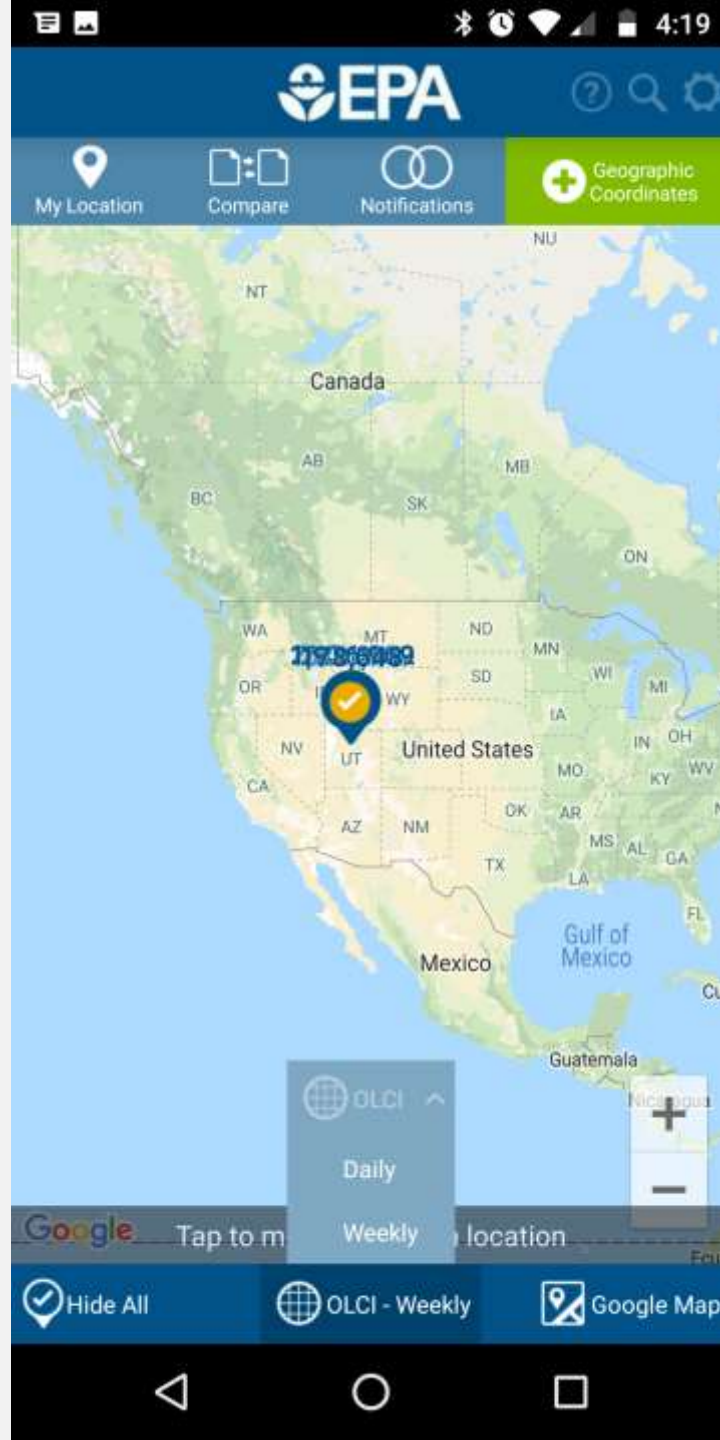 4:19
EPA
My Location
Compare
Notifications
Geographic
Coordinates
NU
NT
Canada
AB
MB
BC
SK
ON
WA
MT
ND
MN
OR
WY
SD
WI
MI
IA
NV
UT
United States
IN
OH
CA
MO
KY
WV
AZ
NM
OK
AR
TX
MS
AL
GA
LA
FL
Gulf of
Mexico
Mexico
Guatemala
Nicaragua
OLCI
Daily
Weekly
Google
Tap to m
location
Hide All
OLCI - Weekly
Google Map